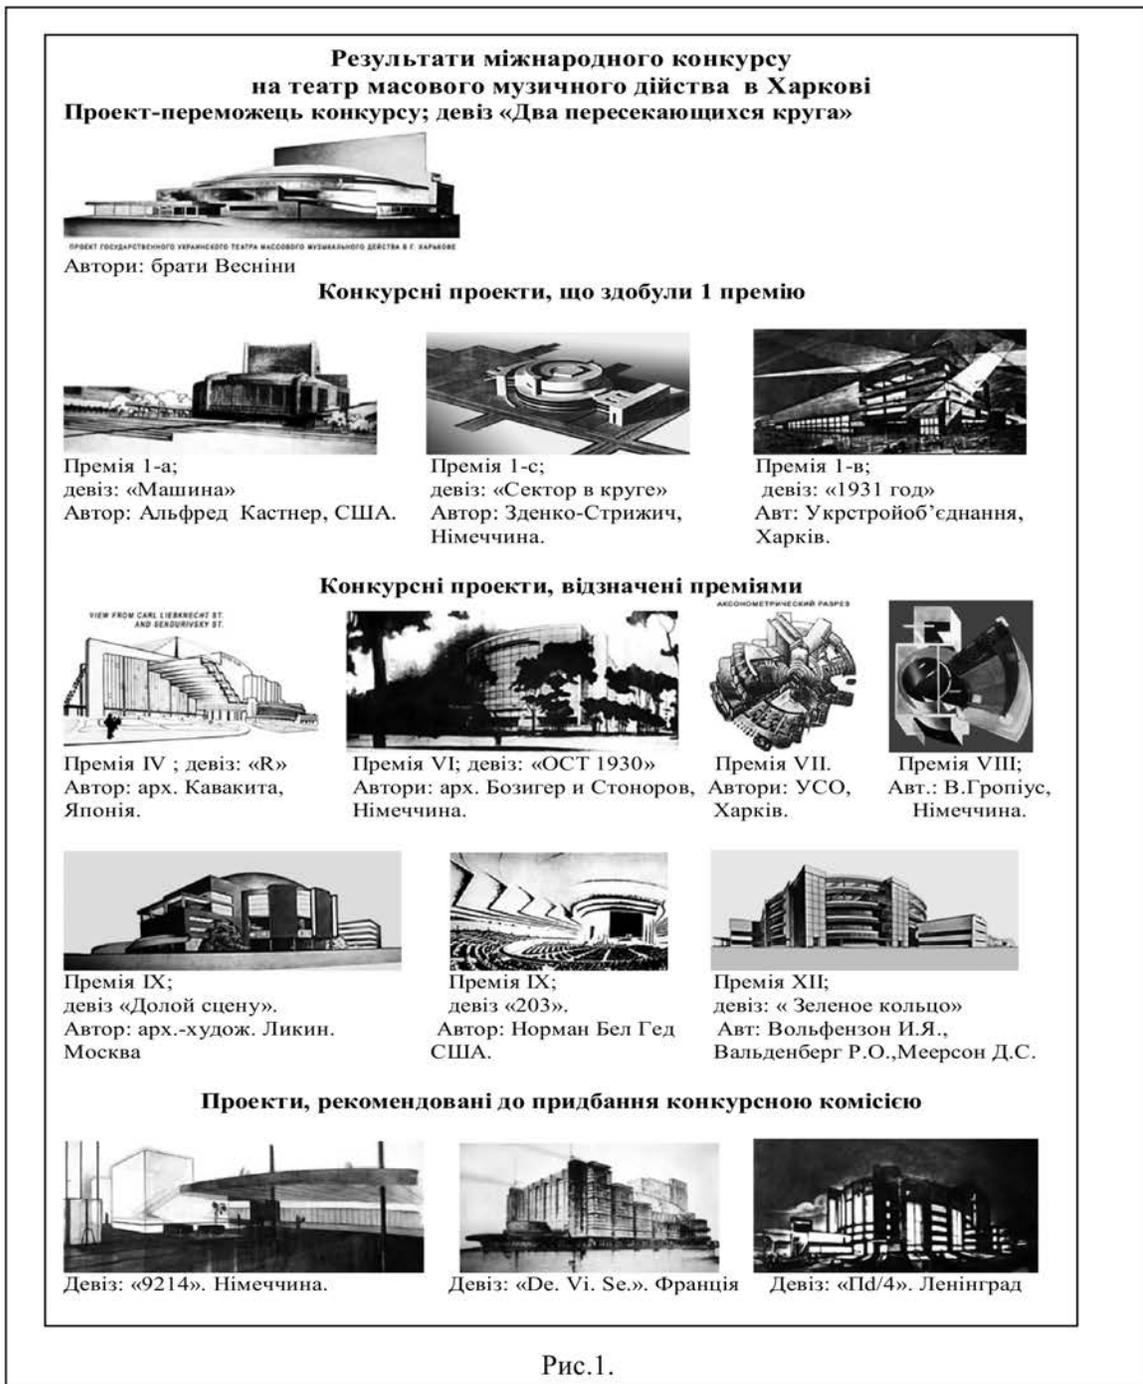 Результати міжнародного конкурсу
на театр масового музичного дійства в Харкові
Проект-переможець конкурсу; девіз «Два пересекающихся круга»
ПРОЕКТ ГОСУДАРСТВЕННОГО УКРАИНСКОГО ТЕАТРА МАССОВОГО МУЗЫКАЛЬНОГО ДЕЙСТВА В Г. ХАРЬКОВЕ
Автори: брати Весніни
Конкурсні проекти, що здобули 1 премію
Премія 1-а;
девіз: «Машина»
Автор: Альфред Кастнер, США.
Премія 1-с;
девіз: «Сектор в круге»
Автор: Зденко-Стрижич,
Німеччина.
Премія 1-в;
девіз: «1931 год»
Авт: Укрстройоб’єднання,
Харків.
Конкурсні проекти, відзначені преміями
VIEW FROM CARL LIEBKNECHT ST.
AND GENDURIVSKY ST.
Премія IV ; девіз: «R»
Автор: арх. Кавакита,
Японія.
Премія VI; девіз: «ОСТ 1930»
Автори: арх. Бозигер и Стоноров,
Німеччина.
АКСОНОМЕТРИЧЕСКИЙ РАЗРЕЗ
Премія VII.
Автори: УСО,
Харків.
Премія VIII;
Авт.: В.Гропіус,
Німеччина.
Премія IX;
девіз «Долой сцену».
Автор: арх.-худож. Ликин.
Москва
Премія IX;
девіз «203».
Автор: Норман Бел Гед
США.
Премія XII;
девіз: « Зеленое кольцо»
Авт: Вольфензон И.Я.,
Вальденберг Р.О.,Меерсон Д.С.
Проекти, рекомендовані до придбання конкурсною комісією
Девіз: «9214». Німеччина.
Девіз: «De. Vi. Se.». Франція
Девіз: «Пd/4». Ленінград
Рис.1.